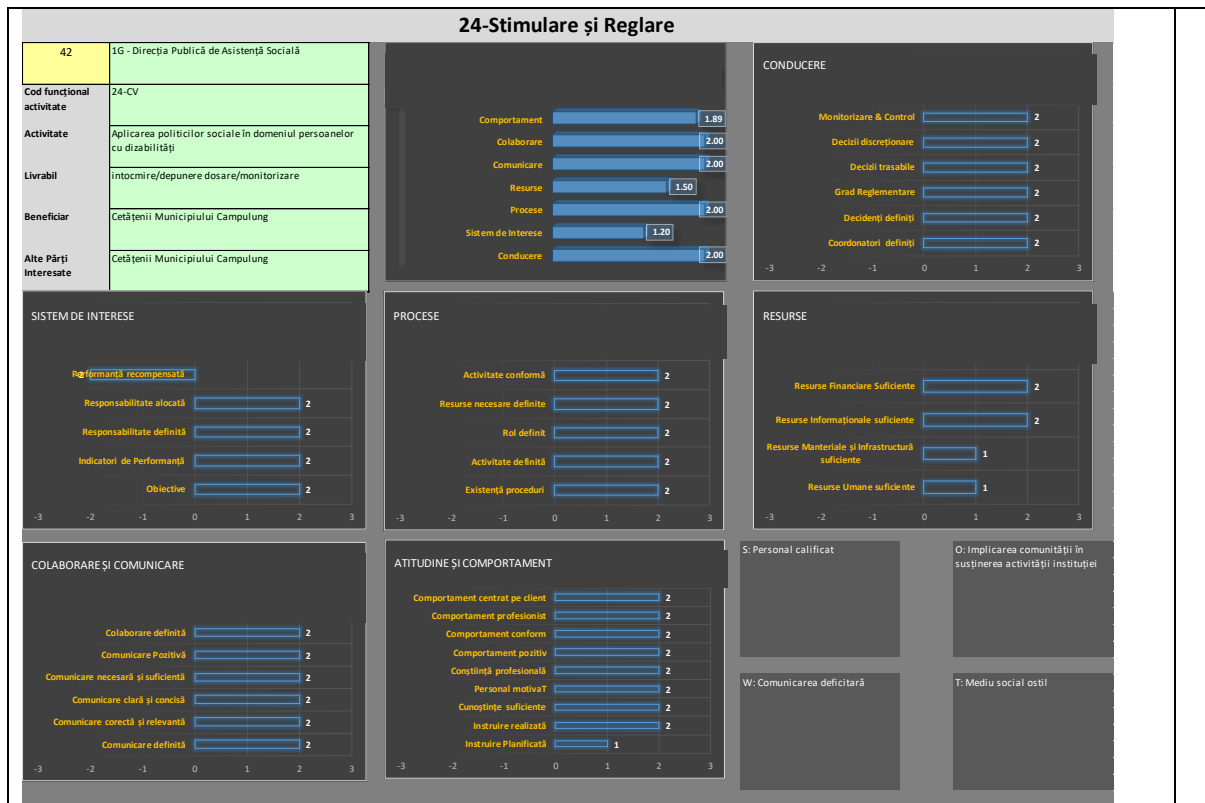 24-Stimulare și Reglare
42
1G - Direcția Publică de Asistență Socială
Cod funcțional
activitate
24-CV
Activitate
Aplicarea politicilor sociale în domeniul persoanelor
cu dizabilități
Livrabil
intocmire/depunere dosare/monitorizare
Beneficiar
Cetățenii Municipiului Campulung
Alte Părți
Interesate
Cetățenii Municipiului Campulung
Comportament 1.89
Colaborare 2.00
Comunicare 2.00
Resurse 1.50
Procese 2.00
Sistem de Interese 1.20
Conducere 2.00
CONDUCERE
Monitorizare & Control 2
Decizii discreționare 2
Decizii trasabile 2
Grad Reglementare 2
Decidenți definiți 2
Coordonatori definiți 2
-3 -2 -1 0 1 2 3
SISTEM DE INTERESE
Performanță recompensată -2
Responsabilitate alocată 2
Responsabilitate definită 2
Indicatori de Performanță 2
Obiective 2
-3 -2 -1 0 1 2 3
PROCESE
Activitate conformă 2
Resurse necesare definite 2
Rol definit 2
Activitate definită 2
Existență proceduri 2
-3 -2 -1 0 1 2 3
RESURSE
Resurse Financiare Suficiente 2
Resurse Informaționale suficiente 2
Resurse Manteriale și Infrastructură
suficiente 1
Resurse Umane suficiente 1
-3 -2 -1 0 1 2 3
COLABORARE ȘI COMUNICARE
Colaborare definită 2
Comunicare Pozitivă 2
Comunicare necesară și suficientă 2
Comunicare clară și concisă 2
Comunicare corectă și relevantă 2
Comunicare definită 2
-3 -2 -1 0 1 2 3
ATITUDINE ȘI COMPORTAMENT
Comportament centrat pe client 2
Comportament profesionist 2
Comportament conform 2
Comportament pozitiv 2
Conștiință profesională 2
Personal motivaT 2
Cunoștințe suficiente 2
Instruire realizată 2
Instruire Planificată 1
-3 -2 -1 0 1 2 3
S: Personal calificat
O: Implicarea comunității în
susținerea activității instituției
W: Comunicarea deficitară
T: Mediu social ostil